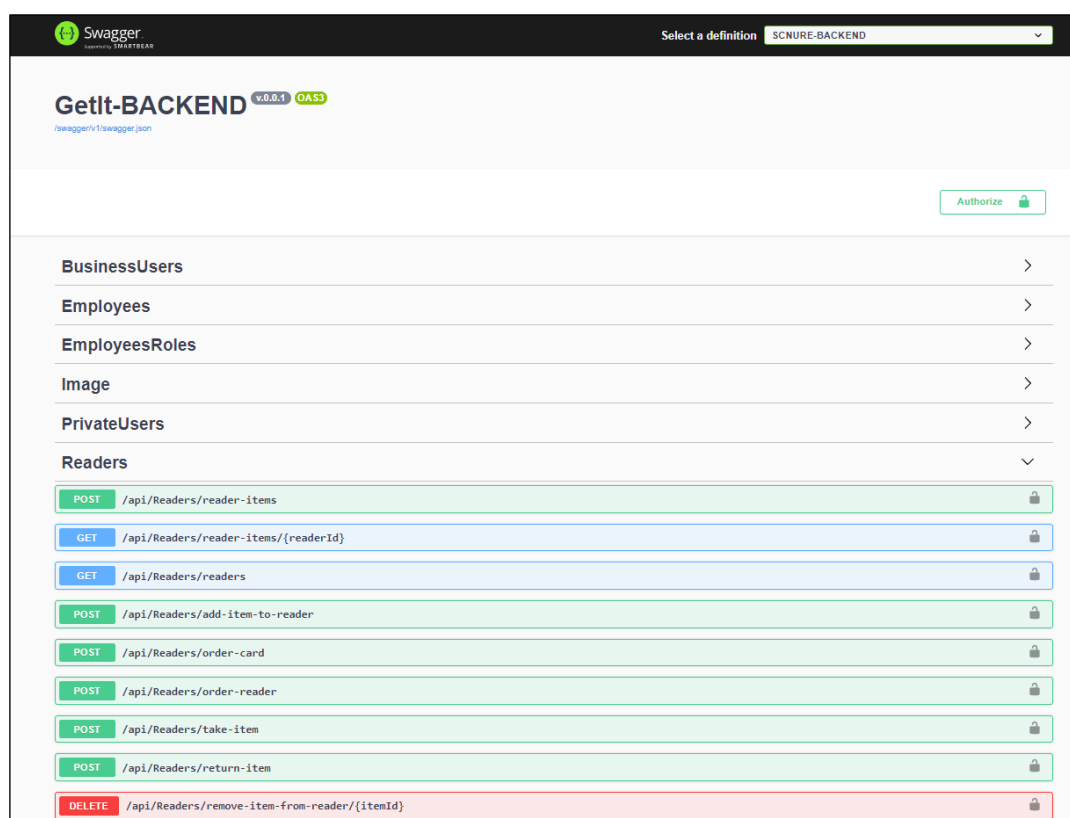 Swagger.
Supported by SMARTBEAR
Select a definition SCNURE-BACKEND
GetIt-BACKEND v.0.0.1 OAS3
/swagger/v1/swagger.json
Authorize
BusinessUsers
Employees
EmployeesRoles
Image
PrivateUsers
Readers
POST /api/Readers/reader-items
GET /api/Readers/reader-items/{readerId}
GET /api/Readers/readers
POST /api/Readers/add-item-to-reader
POST /api/Readers/order-card
POST /api/Readers/order-reader
POST /api/Readers/take-item
POST /api/Readers/return-item
DELETE /api/Readers/remove-item-from-reader/{itemId}